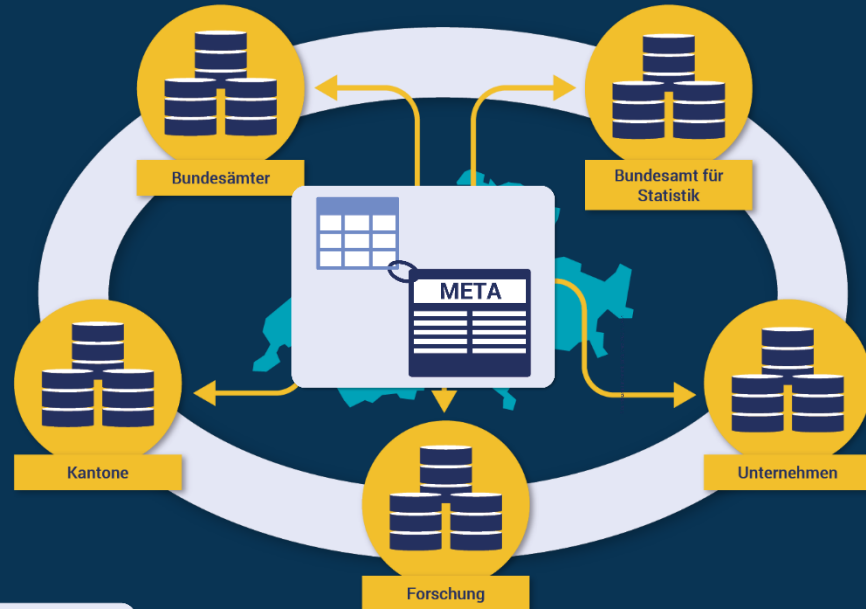 Bundesämter
Bundesamt für
Statistik
META
Kantone
Unternehmen
Forschung